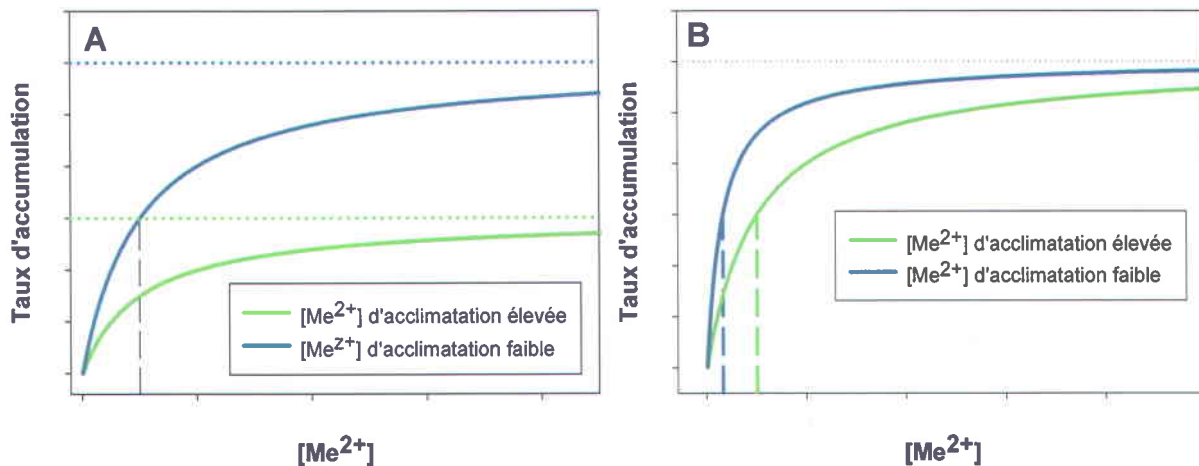 A
Taux d'accumulation
[Me2+] d'acclimatation élevée
[Mez+] d'acclimatation faible
[Me2+]
B
Taux d'accumulation
[Me2+] d'acclimatation élevée
[Me2+] d'acclimatation faible
[Me2+]